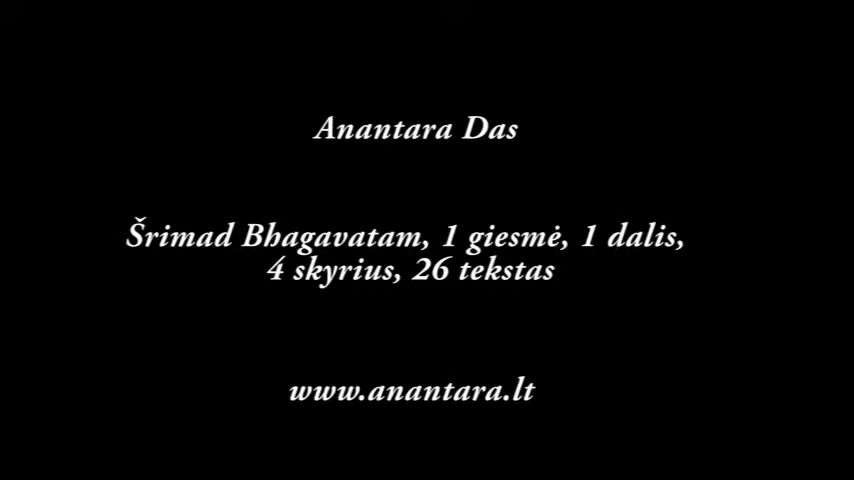 Anantara Das
Šrimad Bhagavatam, 1 giesmė, 1 dalis,
4 skyrius, 26 tekstas
www.anantara.lt